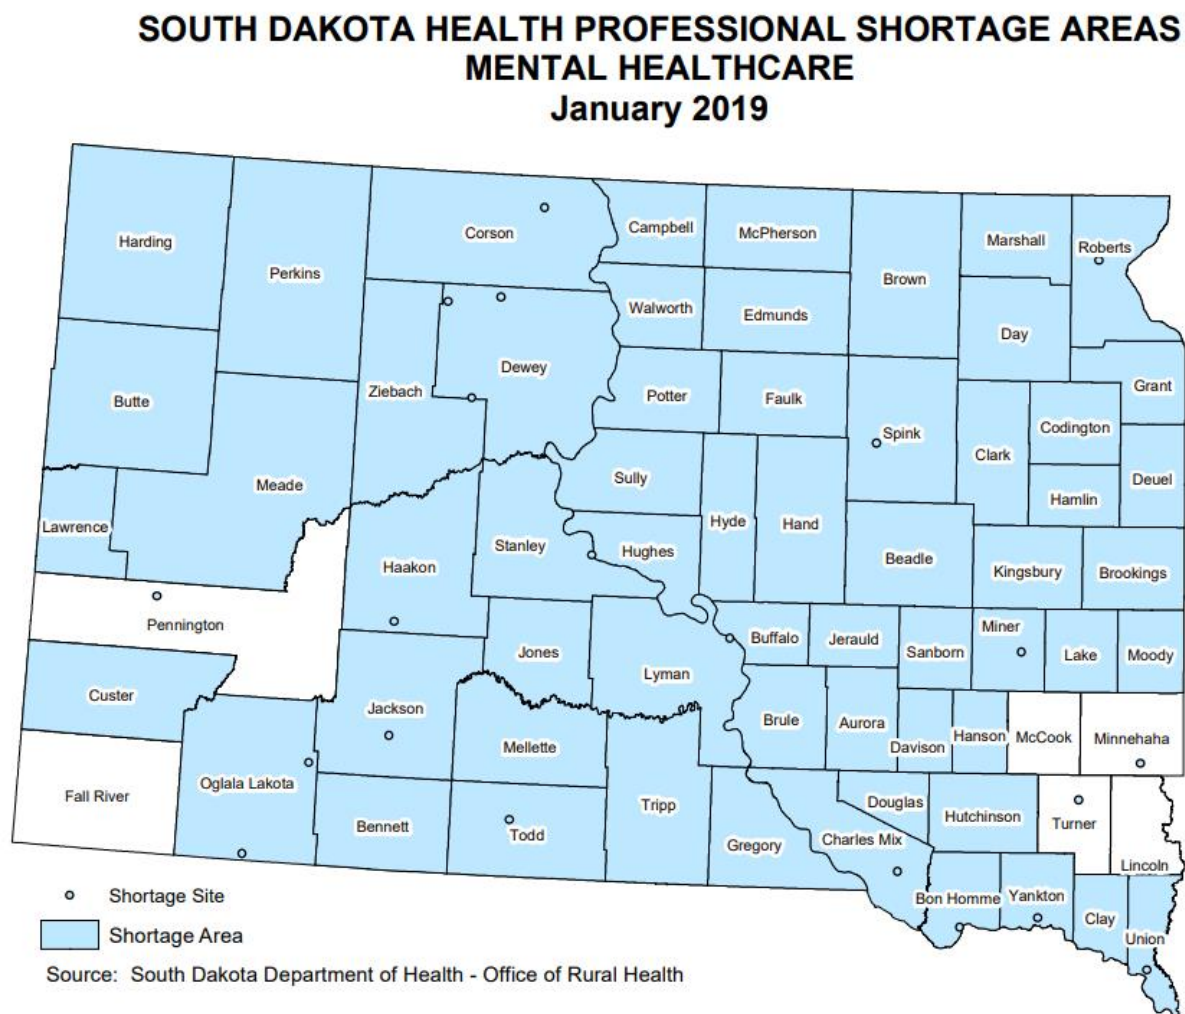 SOUTH DAKOTA HEALTH PROFESSIONAL SHORTAGE AREAS
MENTAL HEALTHCARE
January 2019
Harding
Perkins
Corson
Campbell
McPherson
Brown
Marshall
Roberts
Walworth
Edmunds
Day
Butte
Ziebach
Dewey
Potter
Faulk
Spink
Grant
Clark
Codington
Meade
Sully
Hamlin
Deuel
Lawrence
Haakon
Stanley
Hughes
Hyde
Hand
Beadle
Kingsbury
Brookings
Pennington
Jones
Lyman
Buffalo
Jerauld
Sanborn
Miner
Lake
Moody
Custer
Jackson
Mellette
Brule
Aurora
Davison
Hanson
McCook
Minnehaha
Fall River
Oglala Lakota
Bennett
Todd
Tripp
Gregory
Charles Mix
Douglas
Hutchinson
Turner
Lincoln
Bon Homme
Yankton
Clay
Union
Shortage Site
Shortage Area
Source: South Dakota Department of Health - Office of Rural Health